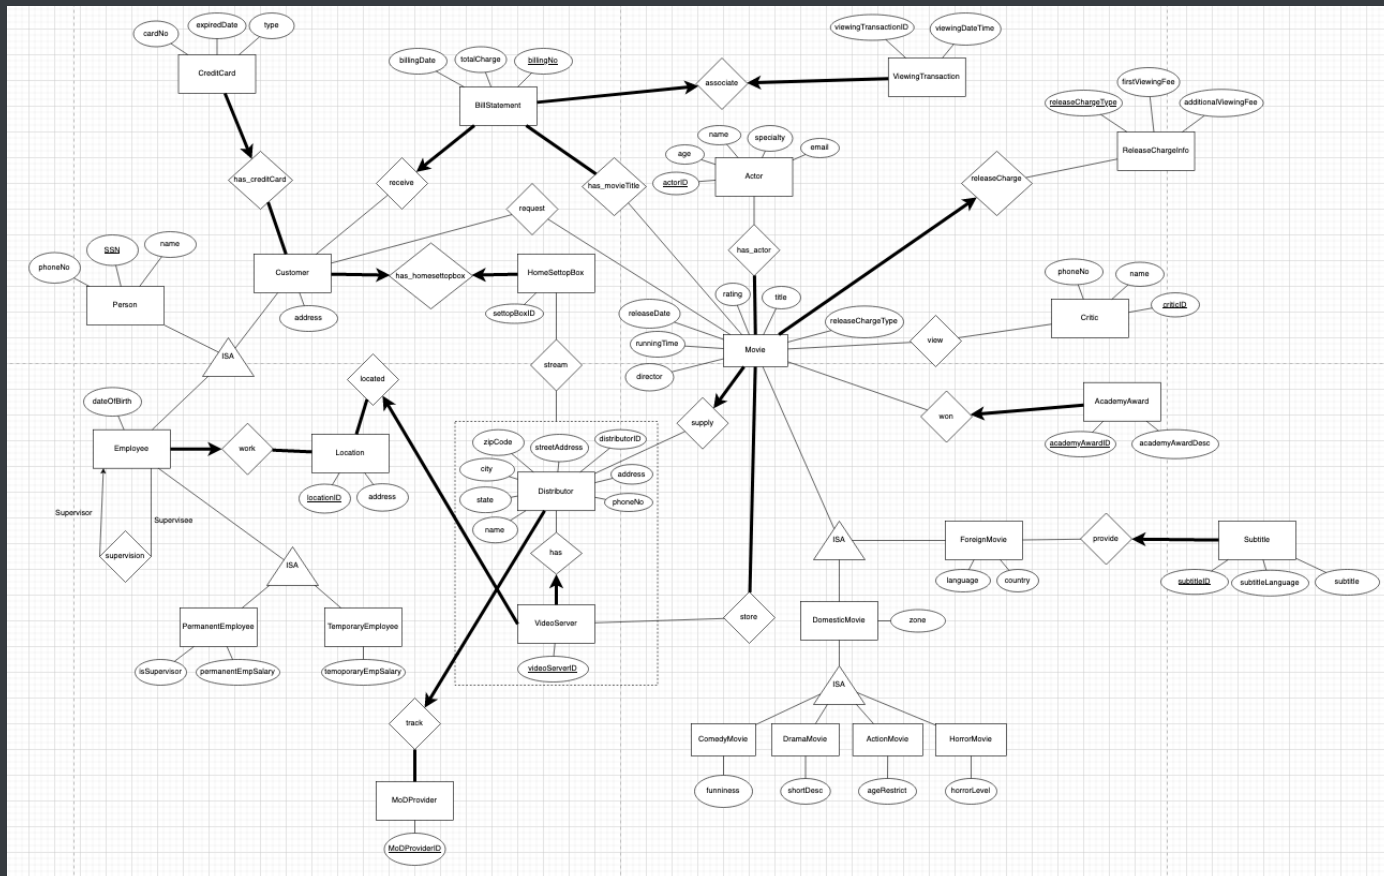 cardNo
expiredDate
type
CreditCard
has_creditCard
billingDate
totalCharge
billingNo
BillStatement
associate
viewingTransactionID
viewingDateTime
ViewingTransaction
releaseChargeType
firstViewingFee
additionalViewingFee
ReleaseChargeInfo
releaseCharge
receive
has_movieTitle
request
actorID
age
name
specialty
email
Actor
has_actor
phoneNo
SSN
name
Person
Customer
address
has_homesettopbox
HomeSettopBox
settopBoxID
stream
ISA
releaseDate
runningTime
director
rating
title
releaseChargeType
Movie
view
phoneNo
name
criticID
Critic
won
AcademyAward
academyAwardID
academyAwardDesc
supply
located
dateOfBirth
Employee
work
Location
locationID
address
Supervisor
Supervisee
supervision
zipCode
streetAddress
distributorID
city
address
state
phoneNo
name
Distributor
has
VideoServer
videoServerID
store
ISA
PermanentEmployee
TemporaryEmployee
isSupervisor
permanentEmpSalary
temoporaryEmpSalary
track
MoDProvider
MoDProviderID
ISA
ForeignMovie
language
country
provide
Subtitle
subtitleID
subtitleLanguage
subtitle
DomesticMovie
zone
ISA
ComedyMovie
DramaMovie
ActionMovie
HorrorMovie
funniness
shortDesc
ageRestrict
horrorLevel